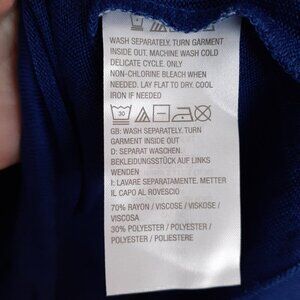 WASH SEPARATELY. TURN GARMENT
INSIDE OUT. MACHINE WASH COLD
DELICATE CYCLE. ONLY
NON-CHLORINE BLEACH WHEN
NEEDED. LAY FLAT TO DRY. COOL
IRON IF NEEDED
30
GB: WASH SEPARATELY. TURN
GARMENT INSIDE OUT
D: SEPARAT WASCHEN.
BEKLEIDUNGSSTÜCK AUF LINKS
WENDEN
I: LAVARE SEPARATAMENTE. METTER
IL CAPO AL ROVESCIO
70% RAYON / VISCOSE / VISKOSE /
VISCOSA
30% POLYESTER / POLYESTER /
POLYESTER / POLIESTERE